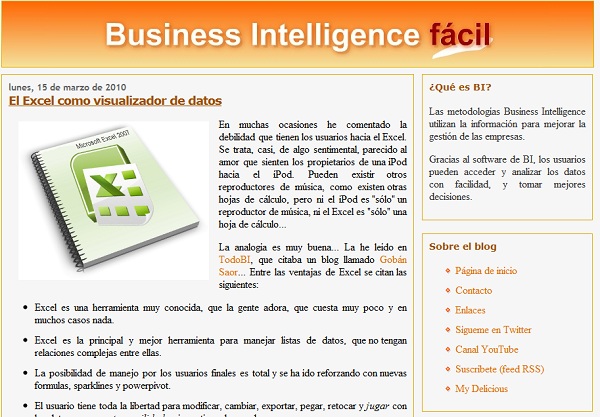 Business Intelligence fácil
lunes, 15 de marzo de 2010
El Excel como visualizador de datos
Microsoft Excel 2007
En muchas ocasiones he comentado la
debilidad que tienen los usuarios hacia el Excel.
Se trata, casi, de algo sentimental, parecido al
amor que sienten los propietarios de una iPod
hacia el iPod. Pueden existir otros
reproductores de música, como existen otras
hojas de cálculo, pero ni el iPod es "sólo" un
reproductor de música, ni el Excel es "sólo" una
hoja de cálculo...
La analogia es muy buena... La he leido en
TodoBI, que citaba un blog llamado Gobán
Saor... Entre las ventajas de Excel se citan las
siguientes:
Excel es una herramienta muy conocida, que la gente adora, que cuesta muy poco y en
muchos casos nada.
Excel es la principal y mejor herramienta para manejar listas de datos, que no tengan
relaciones complejas entre ellas.
La posibilidad de manejo por los usuarios finales es total y se ha ido reforzando con nuevas
formulas, sparklines y powerpivot.
El usuario tiene toda la libertad para modificar, cambiar, exportar, pegar, retocar y jugar con
¿Qué es BI?
Las metodologías Business Intelligence
utilizan la información para mejorar la
gestión de las empresas.
Gracias al software de BI, los usuarios
pueden acceder y analizar los datos
con facilidad, y tomar mejores
decisiones.
Sobre el blog
Página de inicio
Contacto
Enlaces
Sigueme en Twitter
Canal YouTube
Suscribete (feed RSS)
My Delicious